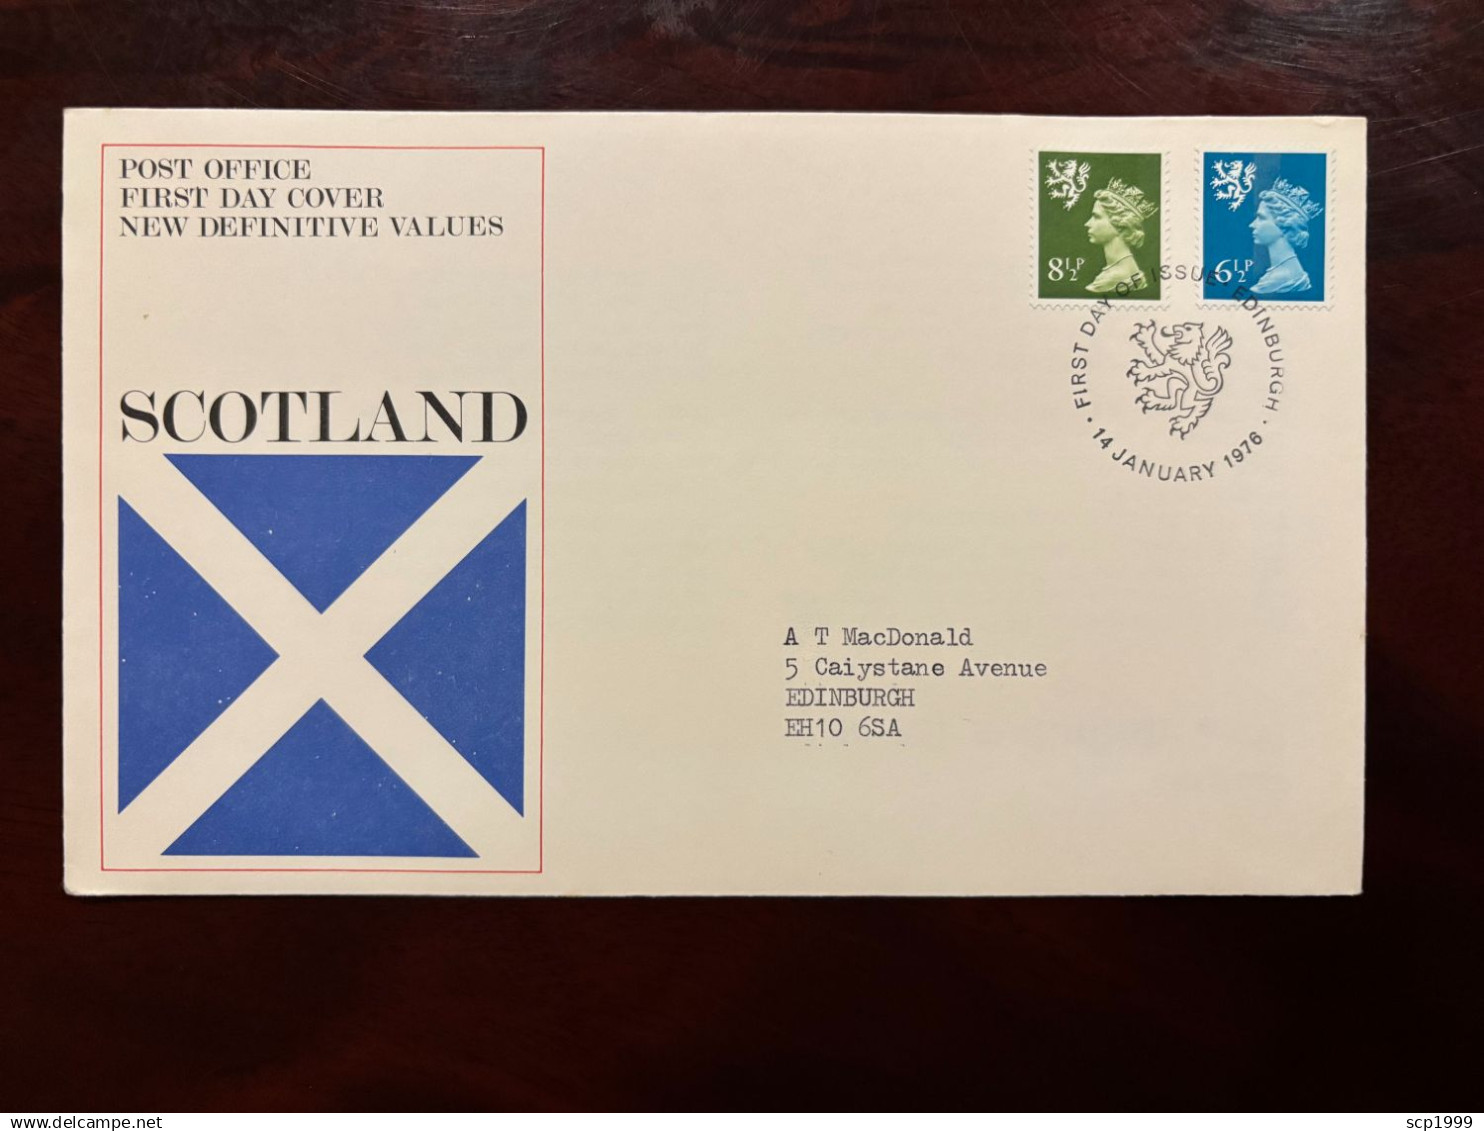 POST OFFICE
FIRST DAY COVER
NEW DEFINITIVE VALUES
SCOTLAND
8½P
6½P
FIRST DAY OF ISSUE · EDINBURGH ·
· 14 JANUARY 1976 ·
A T MacDonald
5 Caiystane Avenue
EDINBURGH
EH10 6SA
www.delcampe.net
scp1999